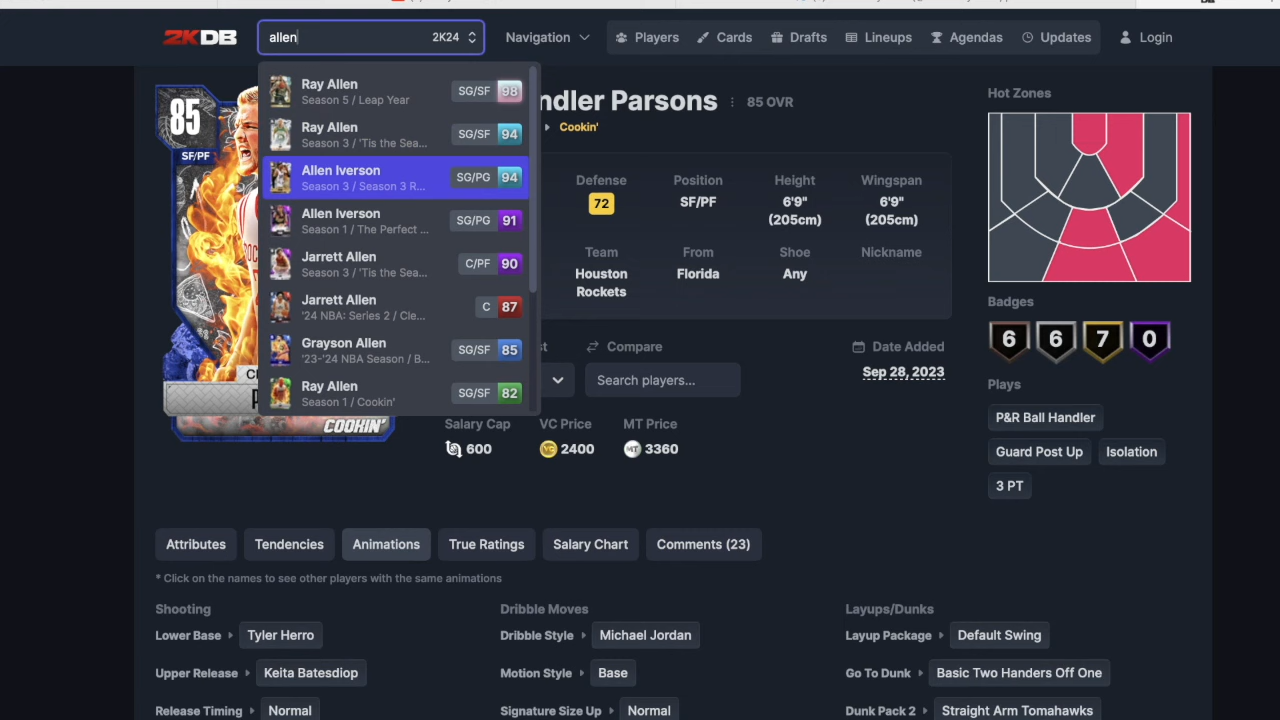 2KDB
allen
2K24
Navigation
Players
Cards
Drafts
Lineups
Agendas
Updates
Login
Ray Allen
Season 5 / Leap Year
SG/SF 98
Ray Allen
Season 3 / 'Tis the Sea...
SG/SF 94
Allen Iverson
Season 3 / Season 3 R...
SG/PG 94
Allen Iverson
Season 1 / The Perfect ...
SG/PG 91
Jarrett Allen
Season 3 / 'Tis the Sea...
C/PF 90
Jarrett Allen
'24 NBA: Series 2 / Cle...
C 87
Grayson Allen
'23-'24 NBA Season / B...
SG/SF 85
Ray Allen
Season 1 / Cookin'
SG/SF 82
85
SF/PF
COOKIN'
ndler Parsons
85 OVR
Cookin'
Defense
72
Position
SF/PF
Height
6'9"
(205cm)
Wingspan
6'9"
(205cm)
Team
Houston
Rockets
From
Florida
Shoe
Any
Nickname
Compare
Search players...
Date Added
Sep 28, 2023
Salary Cap
600
VC Price
2400
MT Price
MT 3360
Hot Zones
Badges
6 6 7 0
Plays
P&R Ball Handler
Guard Post Up
Isolation
3 PT
Attributes
Tendencies
Animations
True Ratings
Salary Chart
Comments (23)
* Click on the names to see other players with the same animations
Shooting
Lower Base
Tyler Herro
Upper Release
Keita Batesdiop
Release Timing
Normal
Dribble Moves
Dribble Style
Michael Jordan
Motion Style
Base
Signature Size Up
Normal
Layups/Dunks
Layup Package
Default Swing
Go To Dunk
Basic Two Handers Off One
Dunk Pack 2
Straight Arm Tomahawks